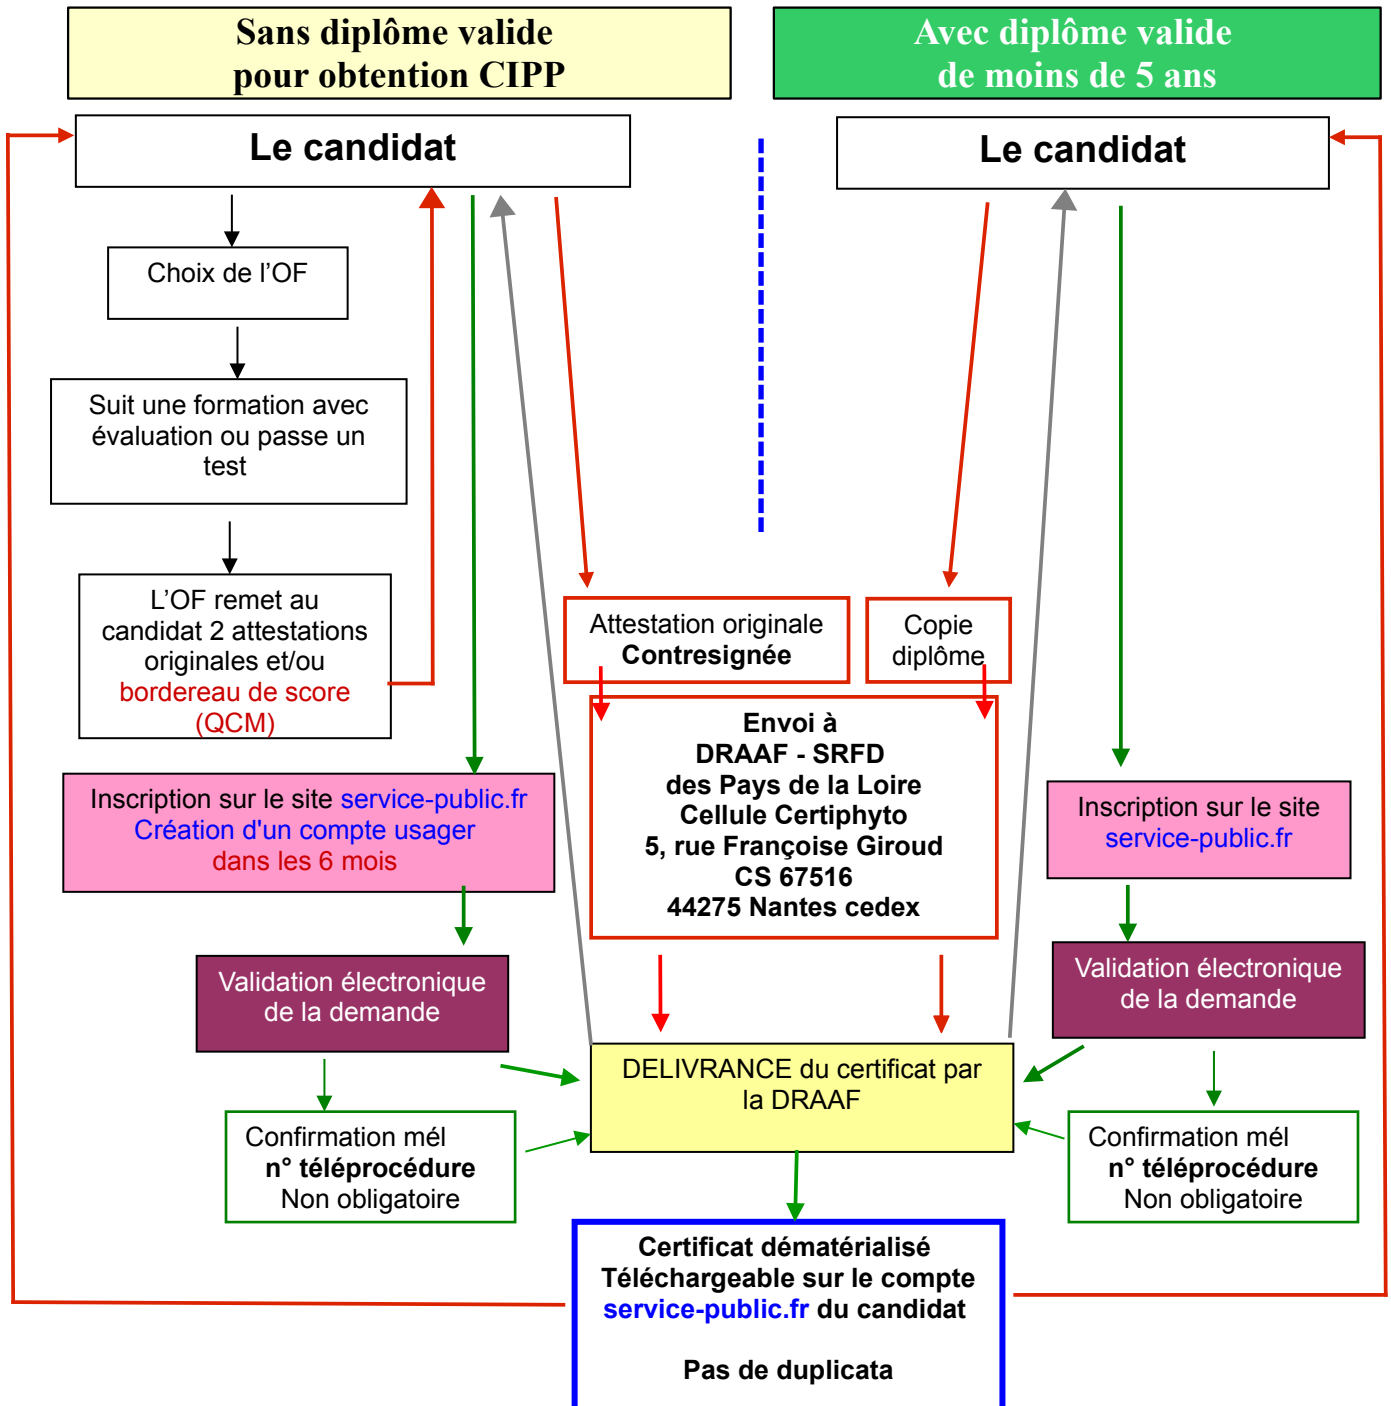 Sans diplôme valide
pour obtention CIPP
Avec diplôme valide
de moins de 5 ans
Le candidat
Le candidat
Choix de l'OF
Suit une formation avec
évaluation ou passe un
test
L'OF remet au
candidat 2 attestations
originales et/ou
bordereau de score
(QCM)
Attestation originale
Contresignée
Copie
diplôme
Envoi à
DRAAF - SRFD
des Pays de la Loire
Cellule Certiphyto
5, rue Françoise Giroud
CS 67516
44275 Nantes cedex
Inscription sur le site service-public.fr
Création d'un compte usager
dans les 6 mois
Inscription sur le site
service-public.fr
Validation électronique
de la demande
Validation électronique
de la demande
DELIVRANCE du certificat par
la DRAAF
Confirmation mél
n° téléprocédure
Non obligatoire
Confirmation mél
n° téléprocédure
Non obligatoire
Certificat dématérialisé
Téléchargeable sur le compte
service-public.fr du candidat
Pas de duplicata